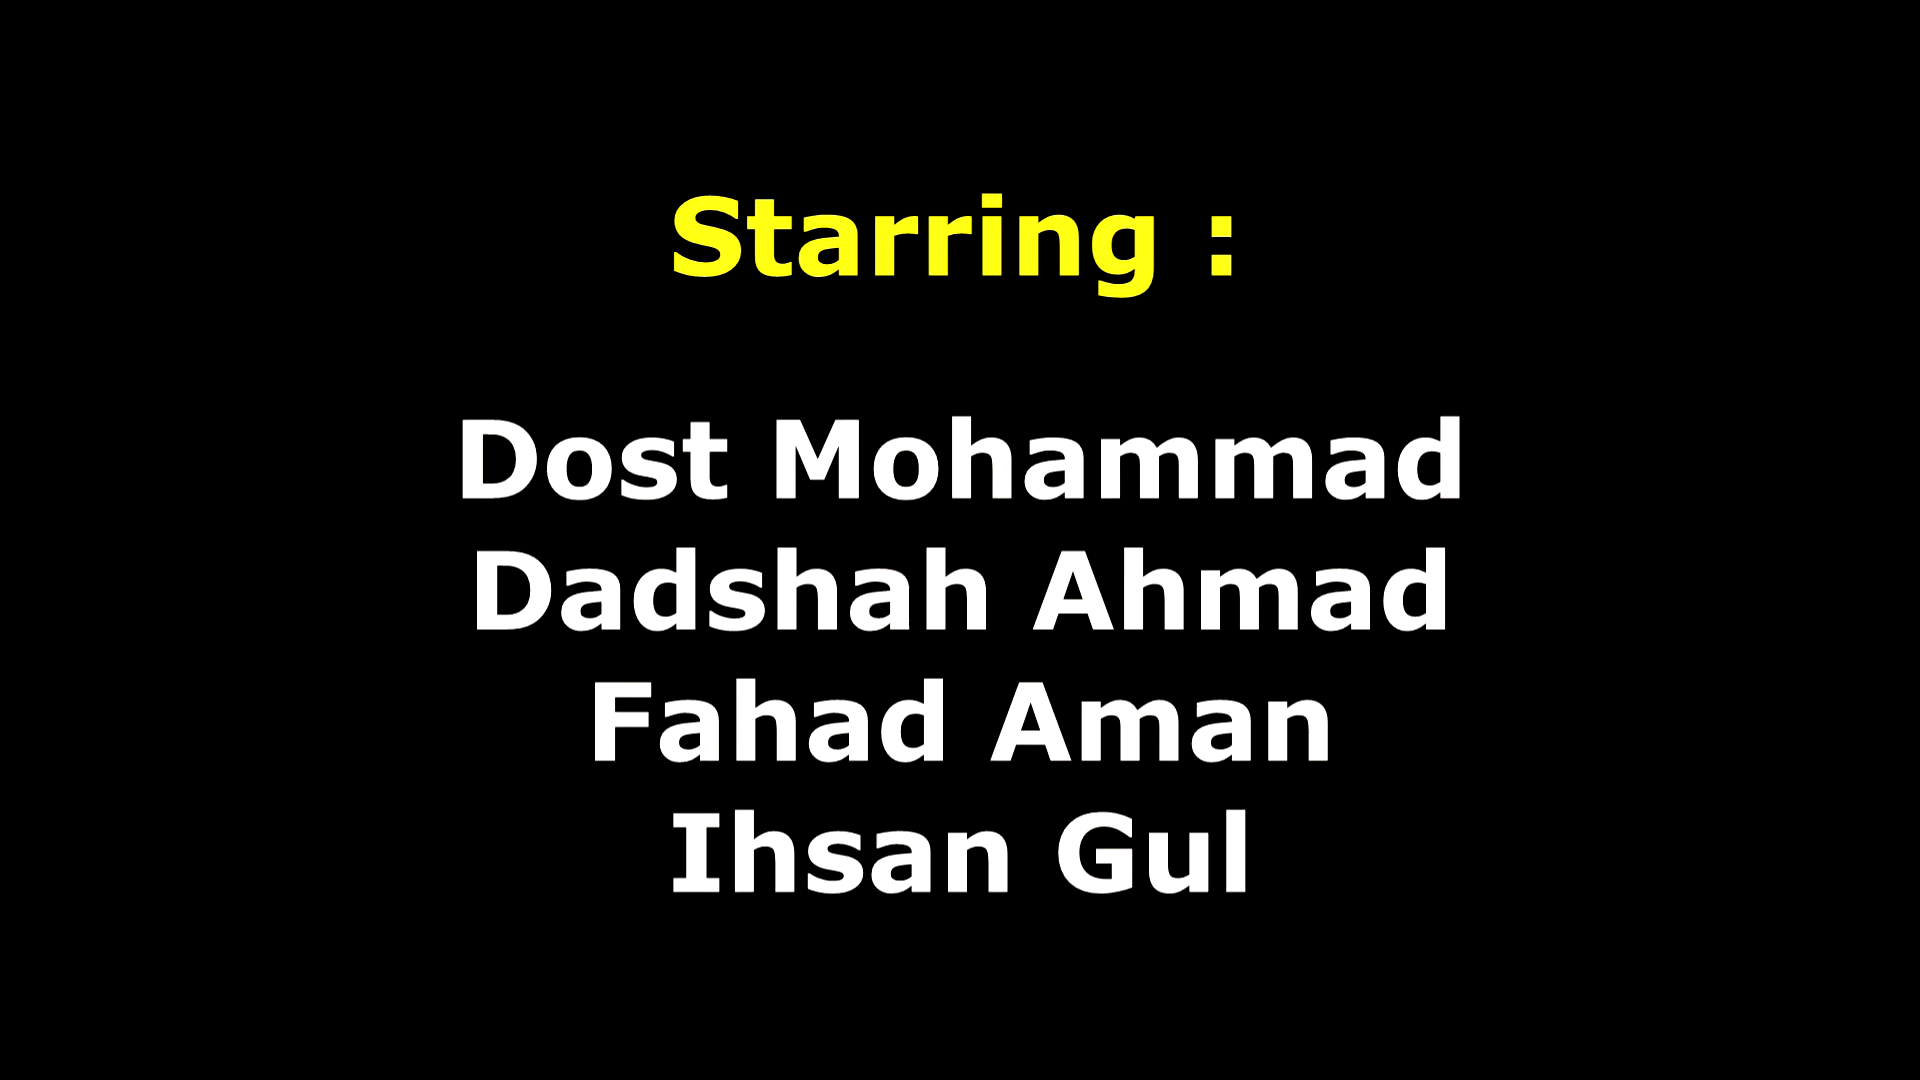 Starring :
Dost Mohammad
Dadshah Ahmad
Fahad Aman
Ihsan Gul